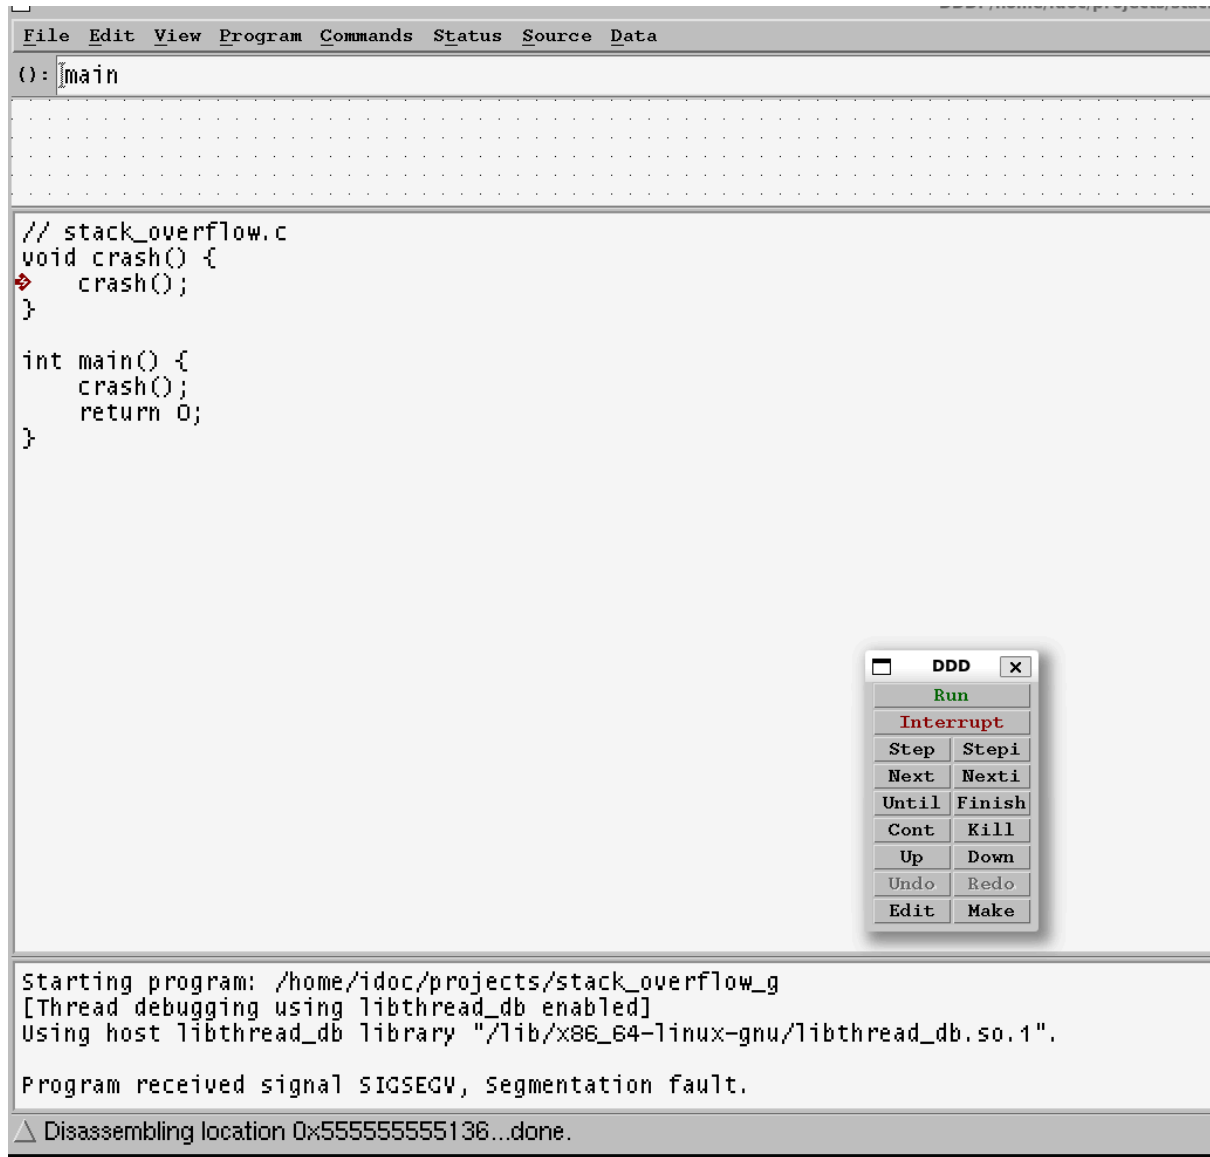 File Edit View Program Commands Status Source Data
(): main
// stack_overflow.c
void crash() {
crash();
}
int main() {
crash();
return 0;
}
DDD
Run
Interrupt
Step Stepi
Next Nexti
Until Finish
Cont Kill
Up Down
Undo Redo
Edit Make
Starting program: /home/idoc/projects/stack_overflow_g
[Thread debugging using libthread_db enabled]
Using host libthread_db library "/lib/x86_64-linux-gnu/libthread_db.so.1".
Program received signal SIGSEGV, Segmentation fault.
Disassembling location 0x555555555136...done.